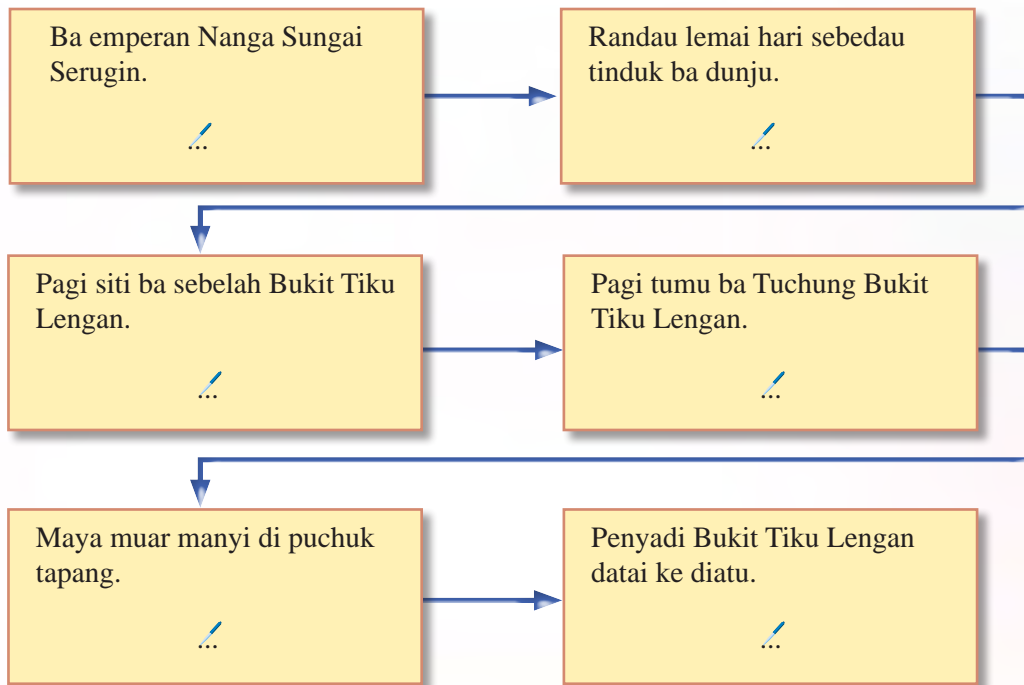 Ba emperan Nanga Sungai
Serugin.
...
Randau lemai hari sebedau
tinduk ba dunju.
...
Pagi siti ba sebelah Bukit Tiku
Lengan.
...
Pagi tumu ba Tuchung Bukit
Tiku Lengan.
...
Maya muar manyi di puchuk
tapang.
...
Penyadi Bukit Tiku Lengan
datai ke diatu.
...